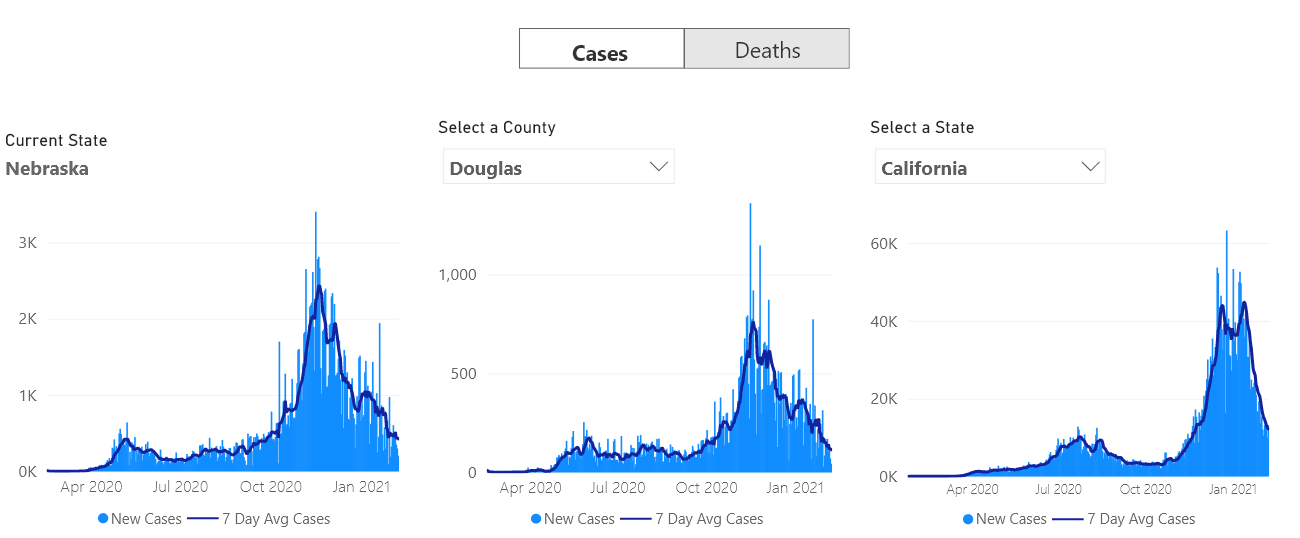 Cases Deaths
Current State
Nebraska
Select a County
Douglas
Select a State
California
3K
2K
1K
0K
Apr 2020 Jul 2020 Oct 2020 Jan 2021
New Cases 7 Day Avg Cases
1,000
500
0
Apr 2020 Jul 2020 Oct 2020 Jan 2021
New Cases 7 Day Avg Cases
60K
40K
20K
0K
Apr 2020 Jul 2020 Oct 2020 Jan 2021
New Cases 7 Day Avg Cases